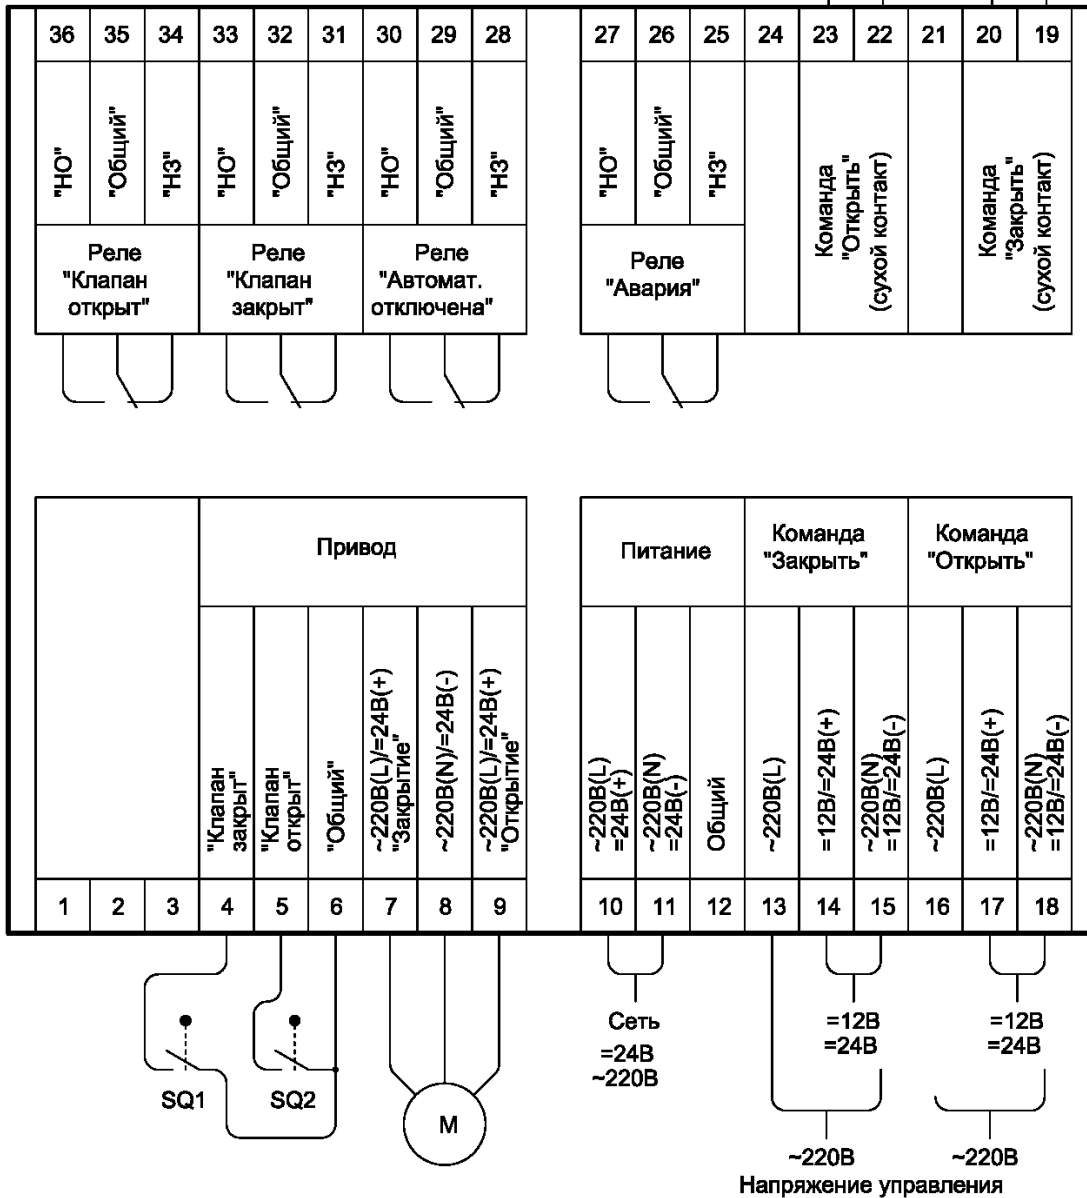 36 35 34 33 32 31 30 29 28 27 26 25 24 23 22 21 20 19
"НО"
"Общий"
"НЗ"
"НО"
"Общий"
"НЗ"
"НО"
"Общий"
"НЗ"
"НО"
"Общий"
"НЗ"
Команда
"Открыть"
(сухой контакт)
Команда
"Закрыть"
(сухой контакт)
Реле
"Клапан
открыт"
Реле
"Клапан
закрыт"
Реле
"Автомат.
отключена"
Реле
"Авария"
Привод
Питание
Команда
"Закрыть"
Команда
"Открыть"
"Клапан
закрыт"
"Клапан
открыт"
"Общий"
~220В(L)/=24В(+)
"Закрытие"
~220В(N)/=24В(-)
~220В(L)/=24В(+)
"Открытие"
~220В(L)
=24В(+)
~220В(N)
=24В(-)
Общий
~220В(L)
=12В/=24В(+)
~220В(N)
=12В/=24В(-)
~220В(L)
=12В/=24В(+)
~220В(N)
=12В/=24В(-)
1 2 3 4 5 6 7 8 9 10 11 12 13 14 15 16 17 18
SQ1
SQ2
М
Сеть
=24В
~220В
=12В
=24В
=12В
=24В
~220В
~220В
Напряжение управления